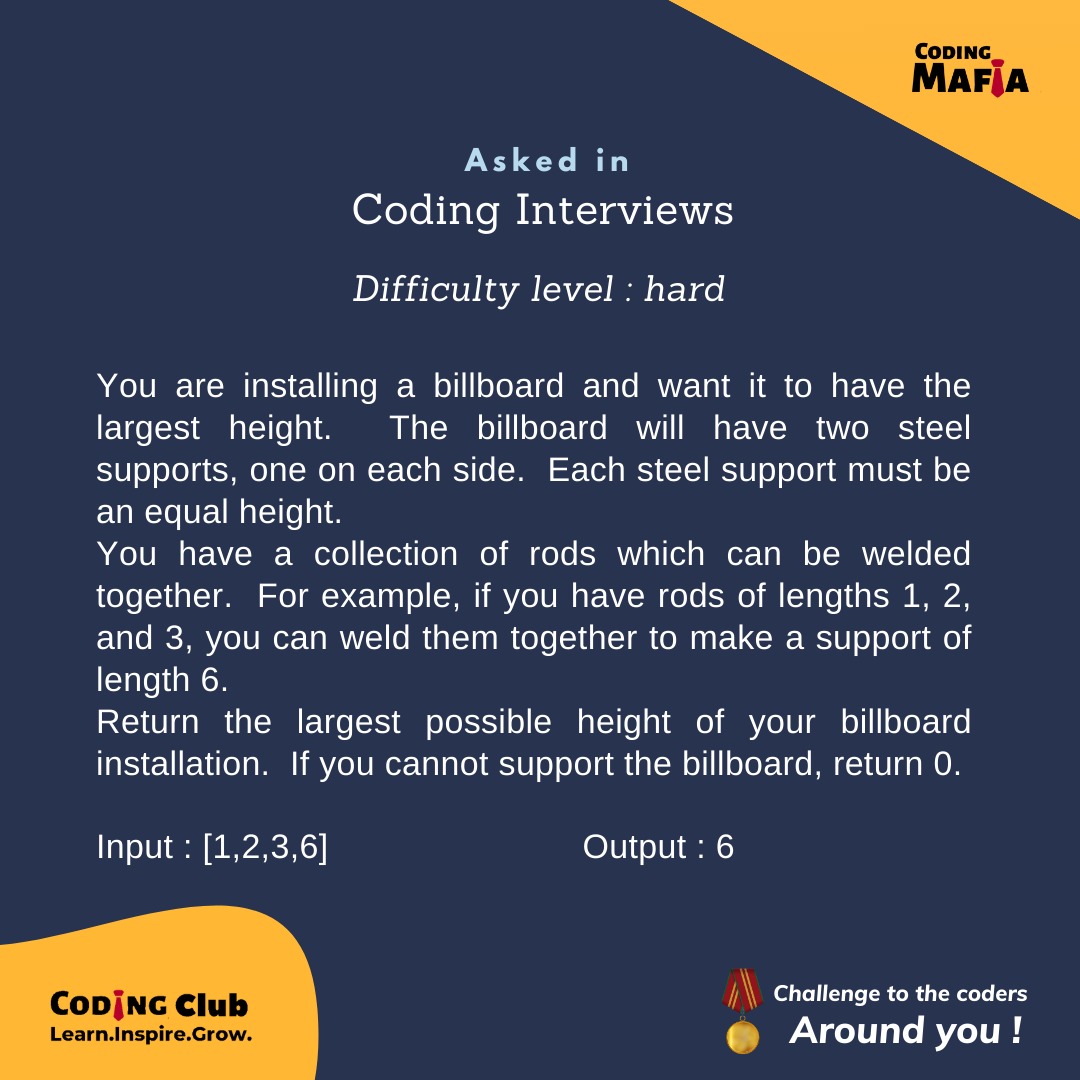 CODING
MAFIA
Asked in
Coding Interviews
Difficulty level : hard
You are installing a billboard and want it to have the
largest height. The billboard will have two steel
supports, one on each side. Each steel support must be
an equal height.
You have a collection of rods which can be welded
together. For example, if you have rods of lengths 1, 2,
and 3, you can weld them together to make a support of
length 6.
Return the largest possible height of your billboard
installation. If you cannot support the billboard, return 0.
Input : [1,2,3,6] Output : 6
CODING Club
Learn.Inspire.Grow.
Challenge to the coders
Around you !